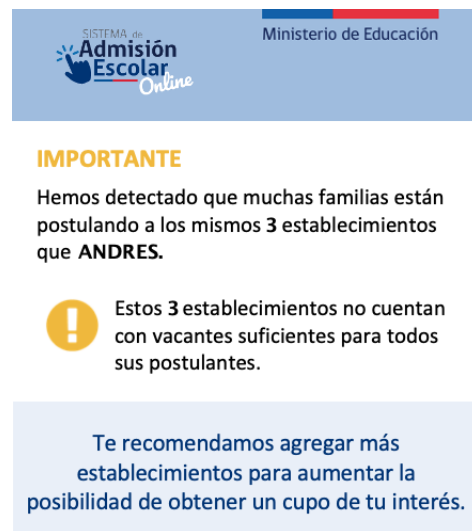 SISTEMA de
Admisión
Escolar
Online
Ministerio de Educación
IMPORTANTE
Hemos detectado que muchas familias están
postulando a los mismos 3 establecimientos
que ANDRES.
Estos 3 establecimientos no cuentan
con vacantes suficientes para todos
sus postulantes.
Te recomendamos agregar más
establecimientos para aumentar la
posibilidad de obtener un cupo de tu interés.